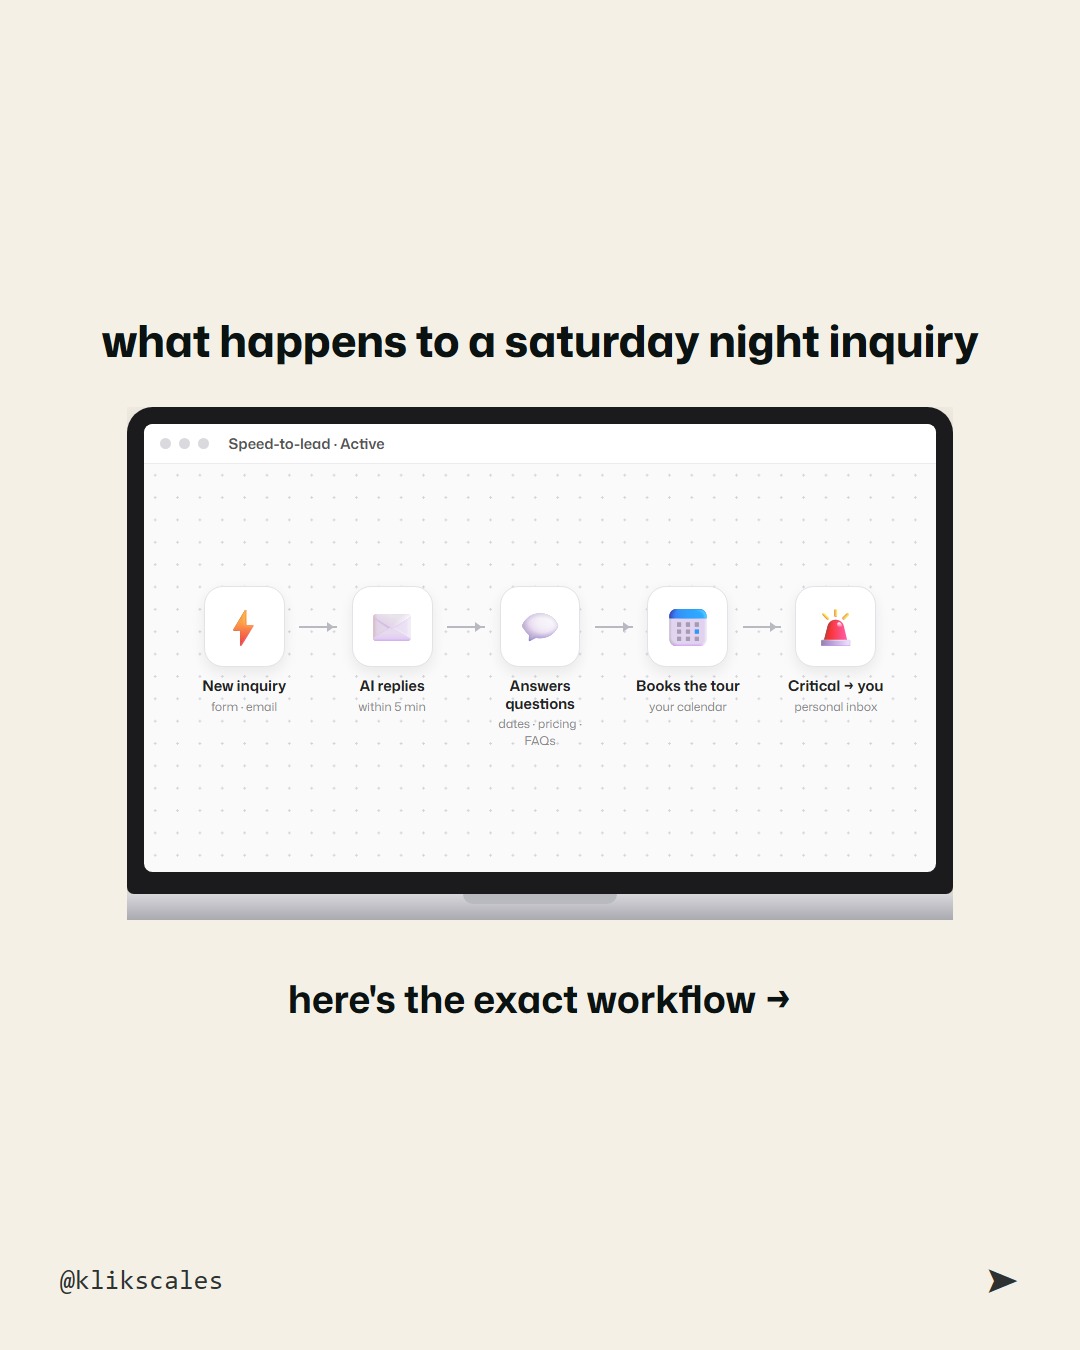 what happens to a saturday night inquiry
Speed-to-lead · Active
New inquiry
form · email
AI replies
within 5 min
Answers
questions
dates · pricing ·
FAQs
Books the tour
your calendar
Critical → you
personal inbox
here's the exact workflow →
@klikscales